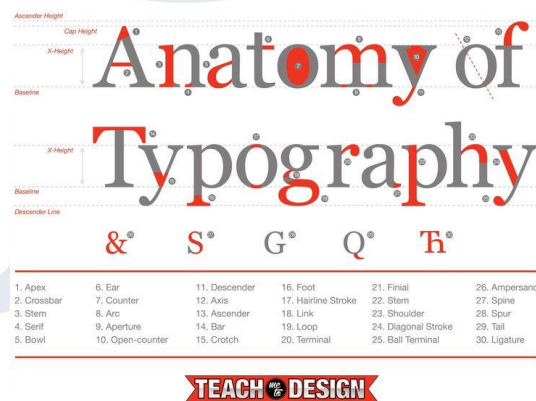 Ascender Height
Cap Height
X-Height
Anatomy of
Baseline
X-Height
Typography
Baseline
Descender Line
& S G Q Th
1. Apex 6. Ear 11. Descender 16. Foot 21. Finial 26. Ampersand
2. Crossbar 7. Counter 12. Axis 17. Hairline Stroke 22. Stem 27. Spine
3. Stem 8. Arc 13. Ascender 18. Link 23. Shoulder 28. Spur
4. Serif 9. Aperture 14. Bar 19. Loop 24. Diagonal Stroke 29. Tail
5. Bowl 10. Open-counter 15. Crotch 20. Terminal 25. Ball Terminal 30. Ligature
TEACH me to DESIGN